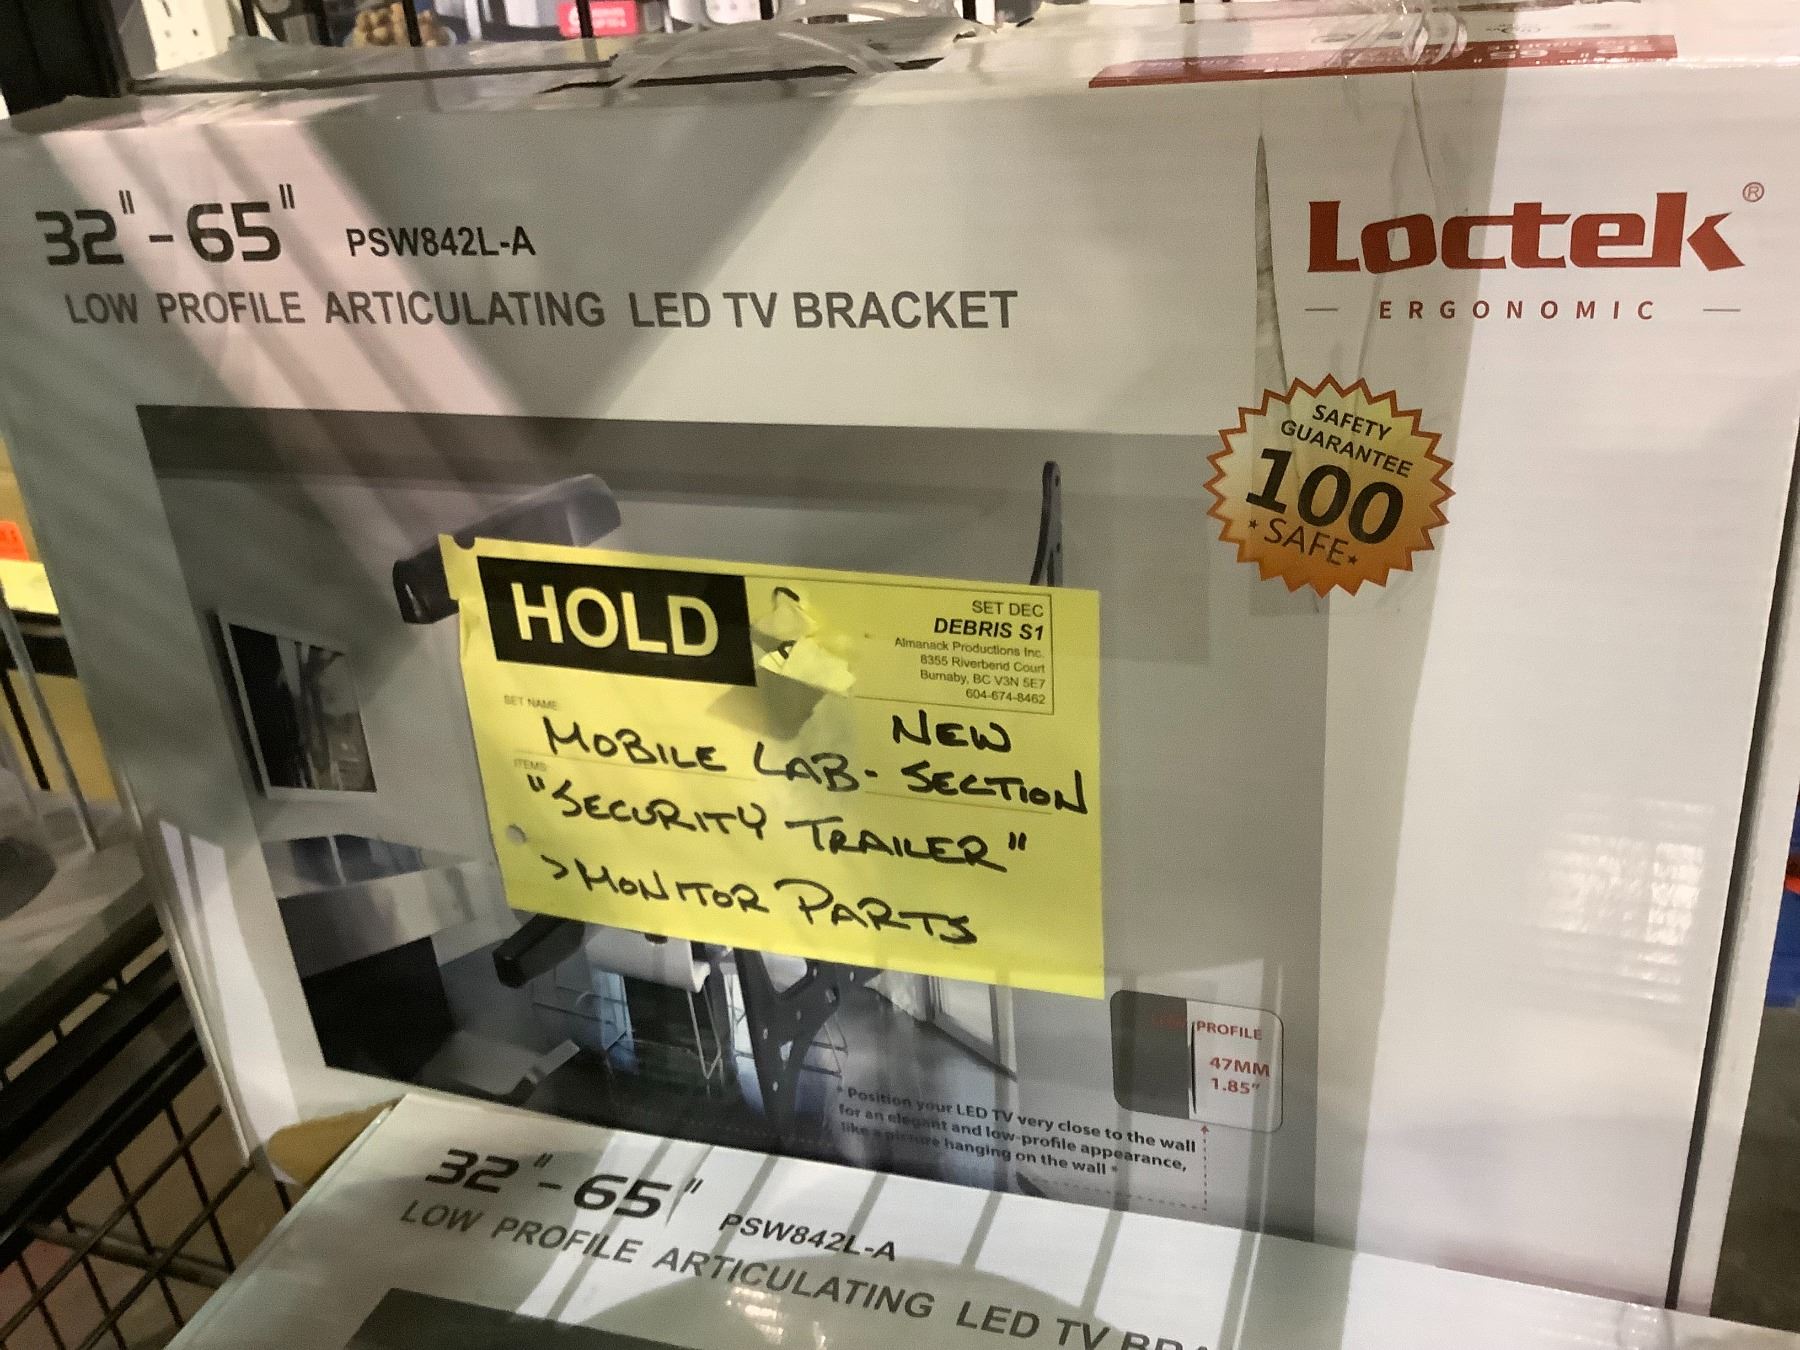 32"-65" PSW842L-A
LOW PROFILE ARTICULATING LED TV BRACKET
Loctek®
ERGONOMIC
SAFETY
GUARANTEE
100
SAFE
HOLD
SET DEC
DEBRIS S1
Almanack Productions Inc.
8355 Riverbend Court
Burnaby, BC V3N 5E7
604-674-8462
SET NAME:
NEW
MOBILE LAB - SECTION
ITEMS:
"SECURITY TRAILER"
>MONITOR PARTS
PROFILE
47MM
1.85"
* Position your LED TV very close to the wall
for an elegant and low-profile appearance,
like a picture hanging on the wall *
32"-65" PSW842L-A
LOW PROFILE ARTICULATING LED TV